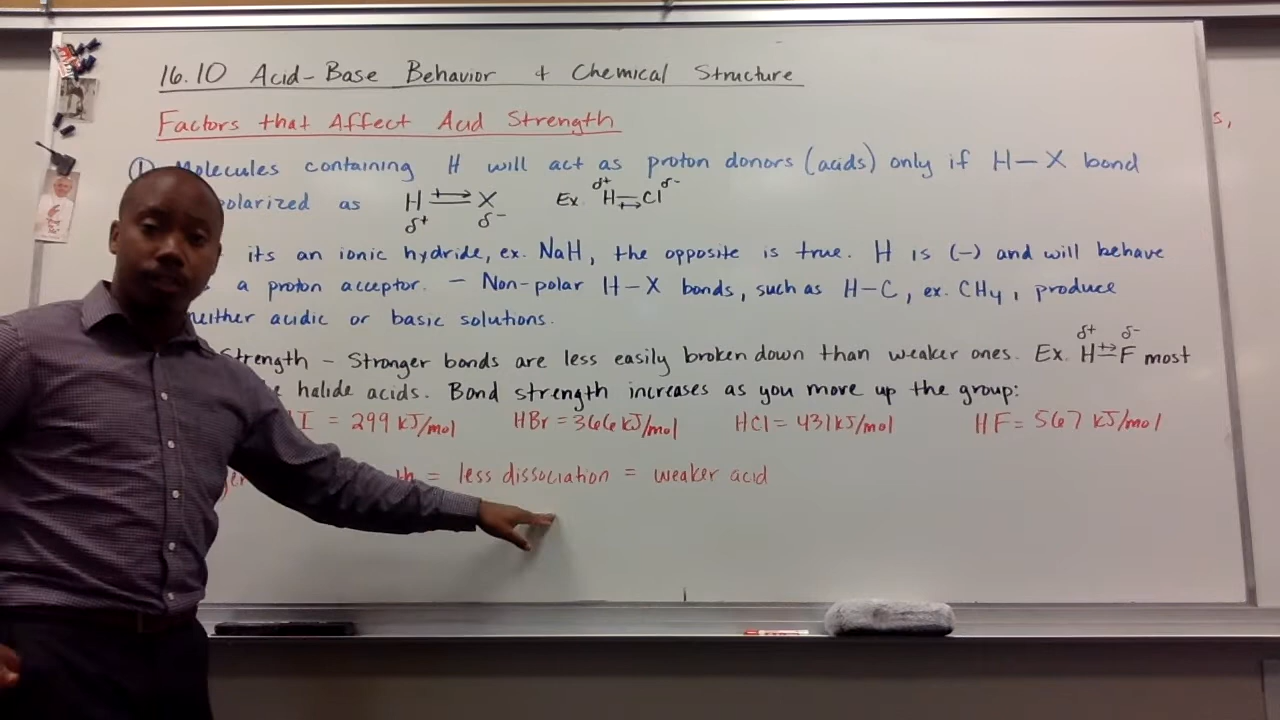 16.10 Acid-Base Behavior + Chemical Structure
Factors that Affect Acid Strength
① Molecules containing H will act as proton donors (acids) only if H-X bond
polarized as H X Ex. H Cl
δ+ δ- δ+ δ-
its an ionic hydride, ex. NaH, the opposite is true. H is (-) and will behave
a proton acceptor. - Non-polar H-X bonds, such as H-C, ex. CH4, produce
neither acidic or basic solutions.
δ+ δ-
Strength - Stronger bonds are less easily broken down than weaker ones. Ex. H F most
halide acids. Bond strength increases as you move up the group:
I = 299 kJ/mol HBr = 366 kJ/mol HCl = 431 kJ/mol HF = 567 kJ/mol
= less dissociation = weaker acid
s,